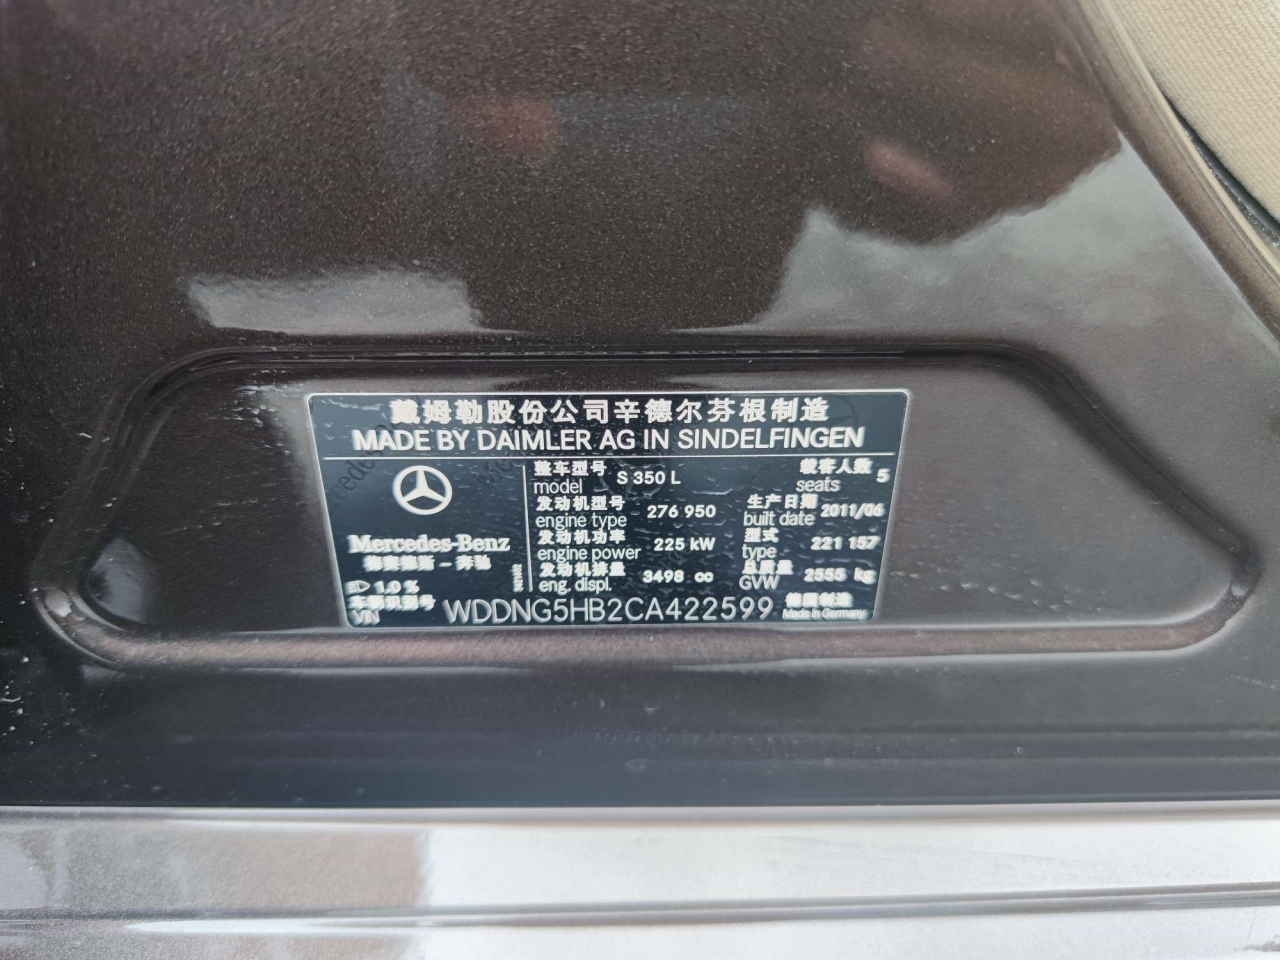 戴姆勒股份公司辛德尔芬根制造
MADE BY DAIMLER AG IN SINDELFINGEN
整车型号 model S 350 L 载客人数 seats 5
发动机型号 engine type 276 950 生产日期 built date 2011/06
发动机功率 engine power 225 kW 型式 type 221 157
发动机排量 eng. displ. 3498 cc 总质量 GVW 2555 kg
Mercedes-Benz
梅赛德斯－奔驰
1.0 %
车辆识别型号 VIN WDDNG5HB2CA422599 德国制造 Made in Germany